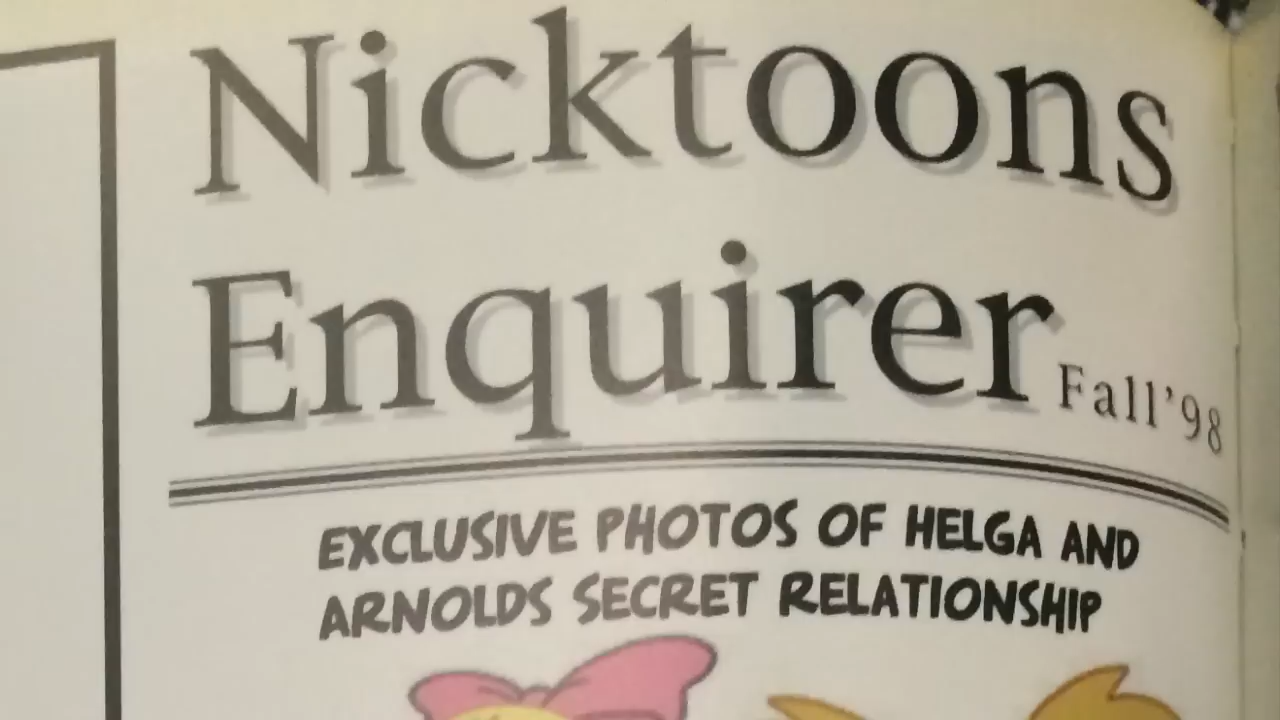 Nicktoons
Enquirer Fall'98
EXCLUSIVE PHOTOS OF HELGA AND
ARNOLDS SECRET RELATIONSHIP